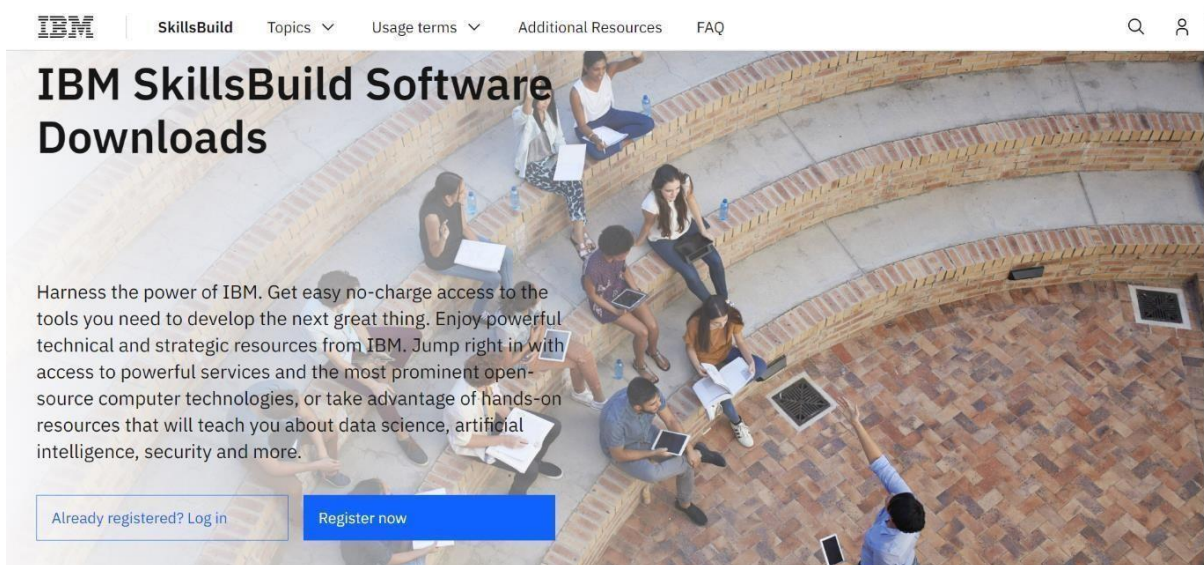 IBM
SkillsBuild
Topics
Usage terms
Additional Resources
FAQ
IBM SkillsBuild Software
Downloads
Harness the power of IBM. Get easy no-charge access to the
tools you need to develop the next great thing. Enjoy powerful
technical and strategic resources from IBM. Jump right in with
access to powerful services and the most prominent open-
source computer technologies, or take advantage of hands-on
resources that will teach you about data science, artificial
intelligence, security and more.
Already registered? Log in
Register now